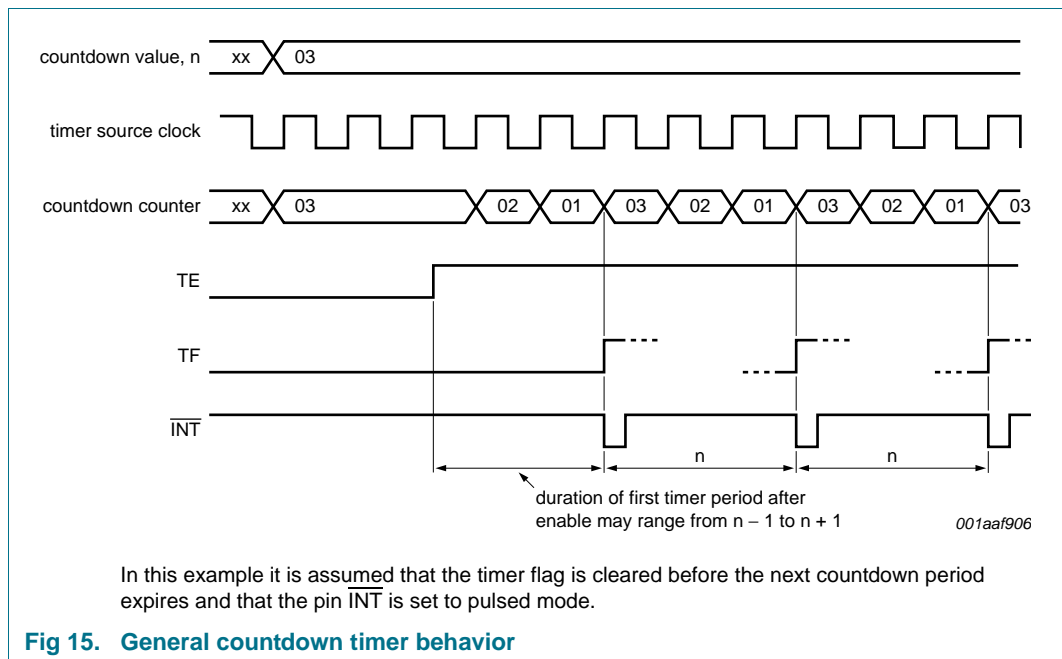 countdown value, n xx 03
timer source clock
countdown counter xx 03 02 01 03 02 01 03 02 01 03
TE
TF
INT
n n
duration of first timer period after
enable may range from n − 1 to n + 1
001aaf906
In this example it is assumed that the timer flag is cleared before the next countdown period
expires and that the pin INT is set to pulsed mode.
Fig 15. General countdown timer behavior